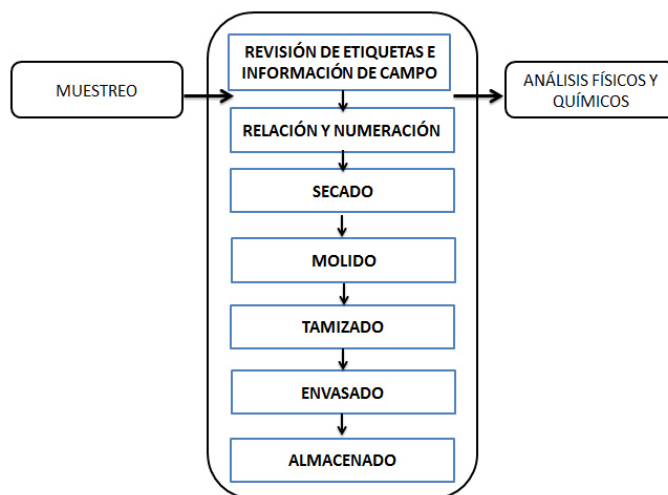 MUESTREO
REVISIÓN DE ETIQUETAS E
INFORMACIÓN DE CAMPO
RELACIÓN Y NUMERACIÓN
SECADO
MOLIDO
TAMIZADO
ENVASADO
ALMACENADO
ANÁLISIS FÍSICOS Y
QUÍMICOS